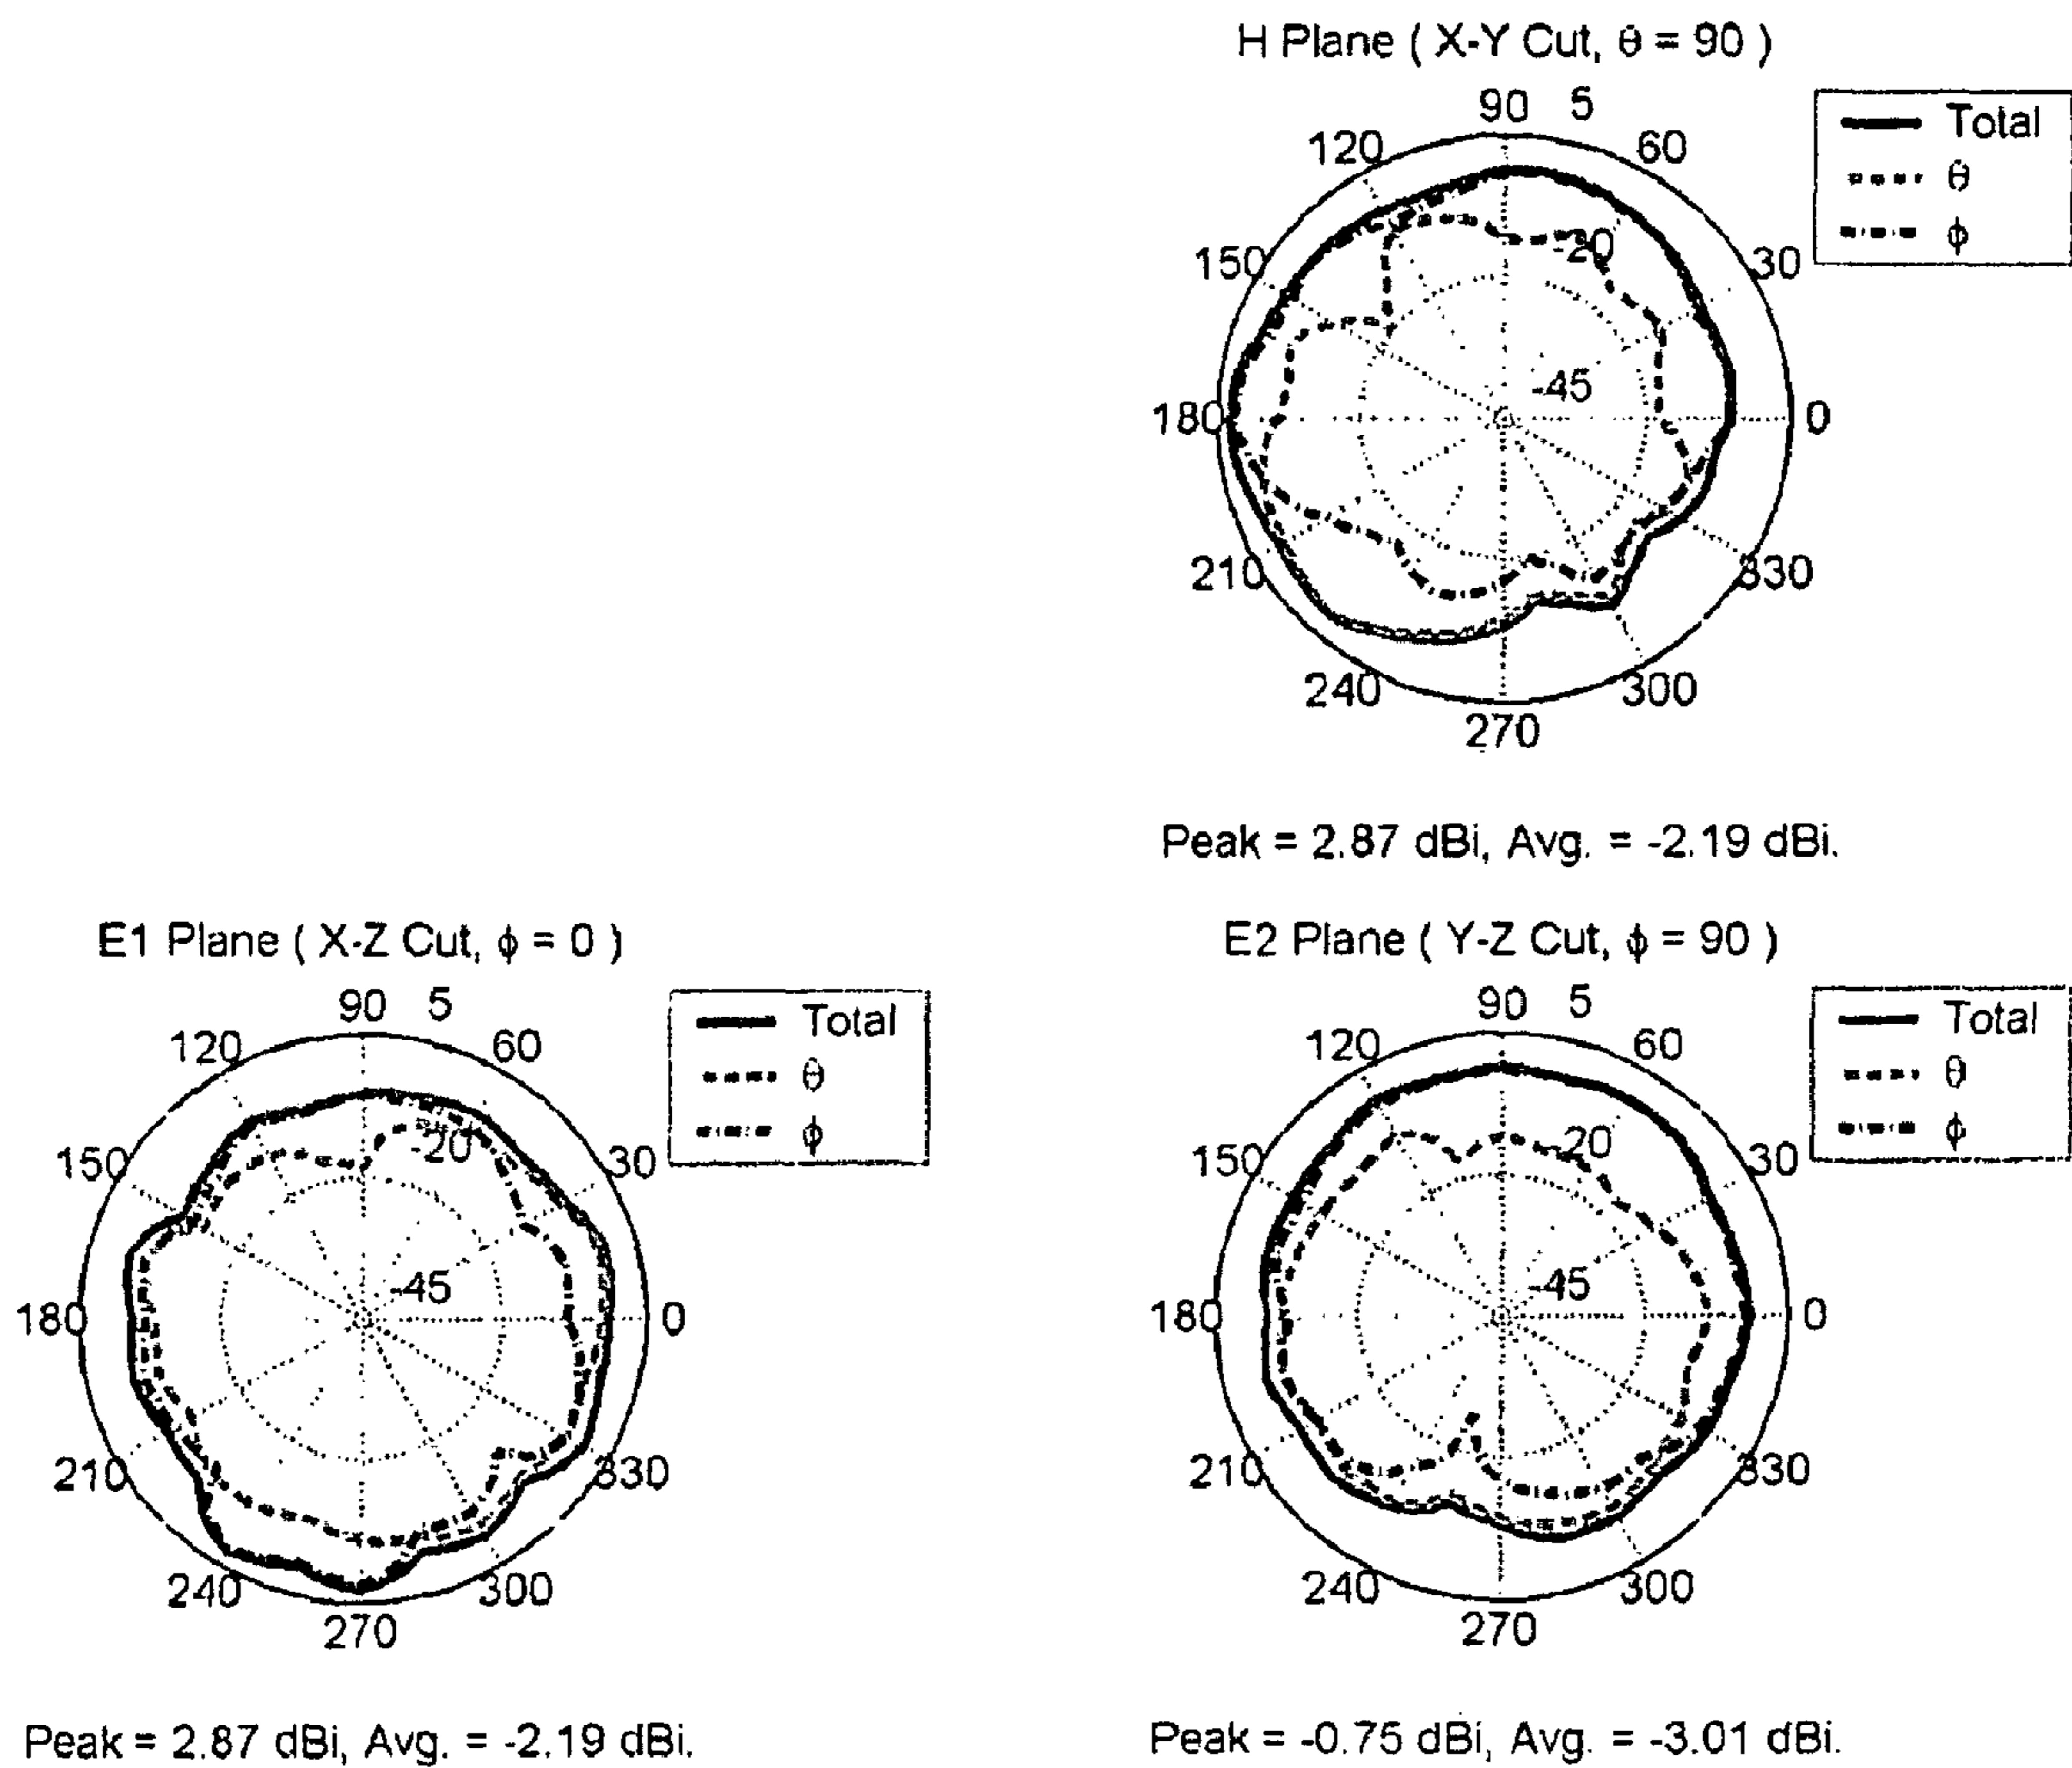 H Plane ( X-Y Cut, θ = 90 )
90 5
120 60
150 30
180 0
210 330
240 300
270
-20
-45
Total
θ
ϕ
Peak = 2.87 dBi, Avg. = -2.19 dBi.
E1 Plane ( X-Z Cut, ϕ = 0 )
90 5
120 60
150 30
180 0
210 330
240 300
270
-20
-45
Total
θ
ϕ
Peak = 2.87 dBi, Avg. = -2.19 dBi.
E2 Plane ( Y-Z Cut, ϕ = 90 )
90 5
120 60
150 30
180 0
210 330
240 300
270
-20
-45
Total
θ
ϕ
Peak = -0.75 dBi, Avg. = -3.01 dBi.